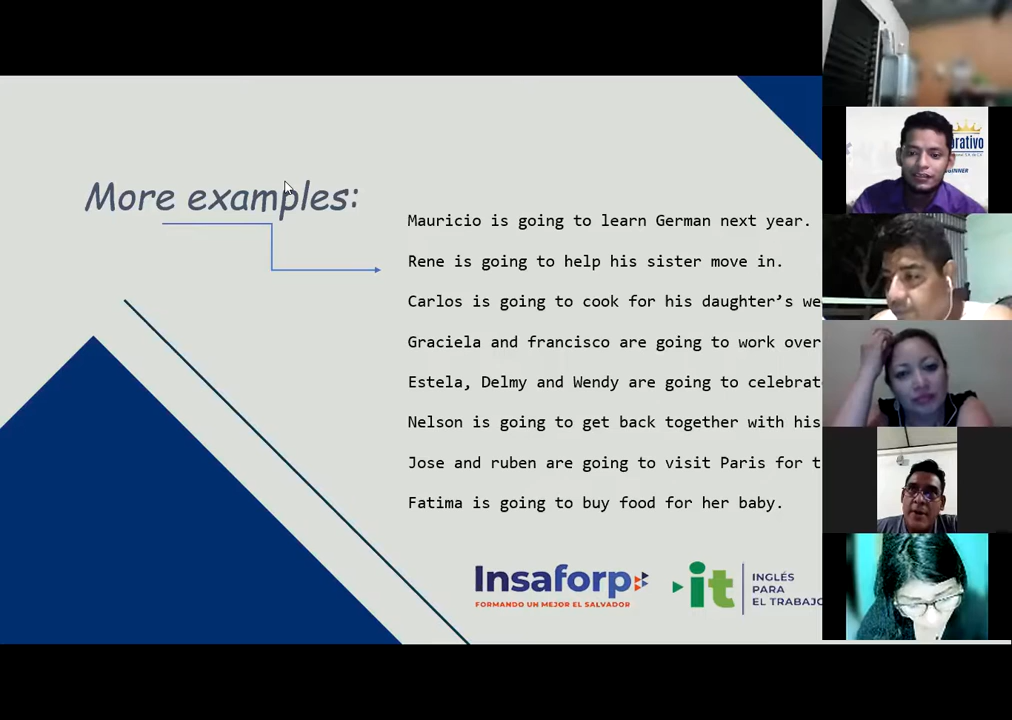 More examples:
Mauricio is going to learn German next year.
Rene is going to help his sister move in.
Carlos is going to cook for his daughter’s we
Graciela and francisco are going to work over
Estela, Delmy and Wendy are going to celebrat
Nelson is going to get back together with his
Jose and ruben are going to visit Paris for t
Fatima is going to buy food for her baby.
Insaforp
FORMANDO UN MEJOR EL SALVADOR
it
INGLÉS
PARA
EL TRABAJO
rativo
GINNER